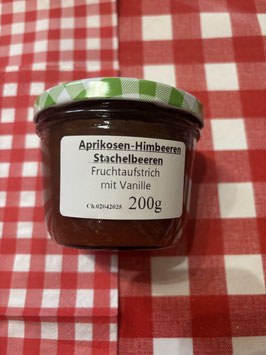 Aprikosen-Himbeeren
Stachelbeeren
Fruchtaufstrich
mit Vanille
Ch.02042025 200g